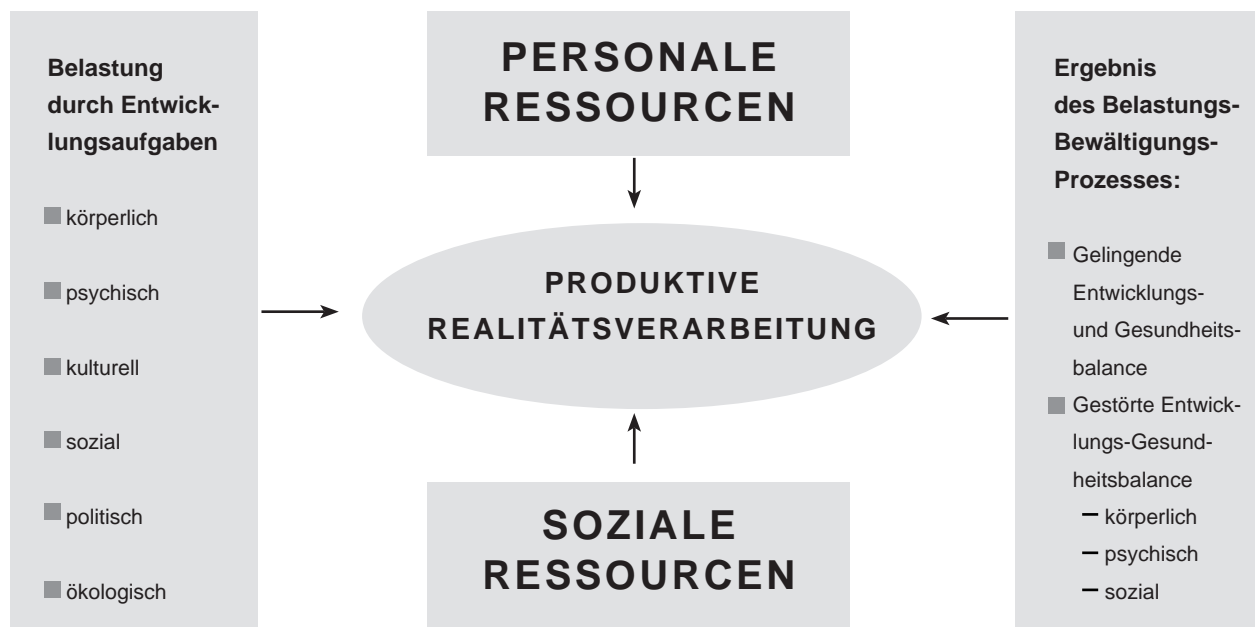 Belastung
durch Entwick-
lungsaufgaben
körperlich
psychisch
kulturell
sozial
politisch
ökologisch
PERSONALE
RESSOURCEN
PRODUKTIVE
REALITÄTSVERARBEITUNG
SOZIALE
RESSOURCEN
Ergebnis
des Belastungs-
Bewältigungs-
Prozesses:
Gelingende
Entwicklungs-
und Gesundheits-
balance
Gestörte Entwick-
lungs-Gesund-
heitsbalance
– körperlich
– psychisch
– sozial